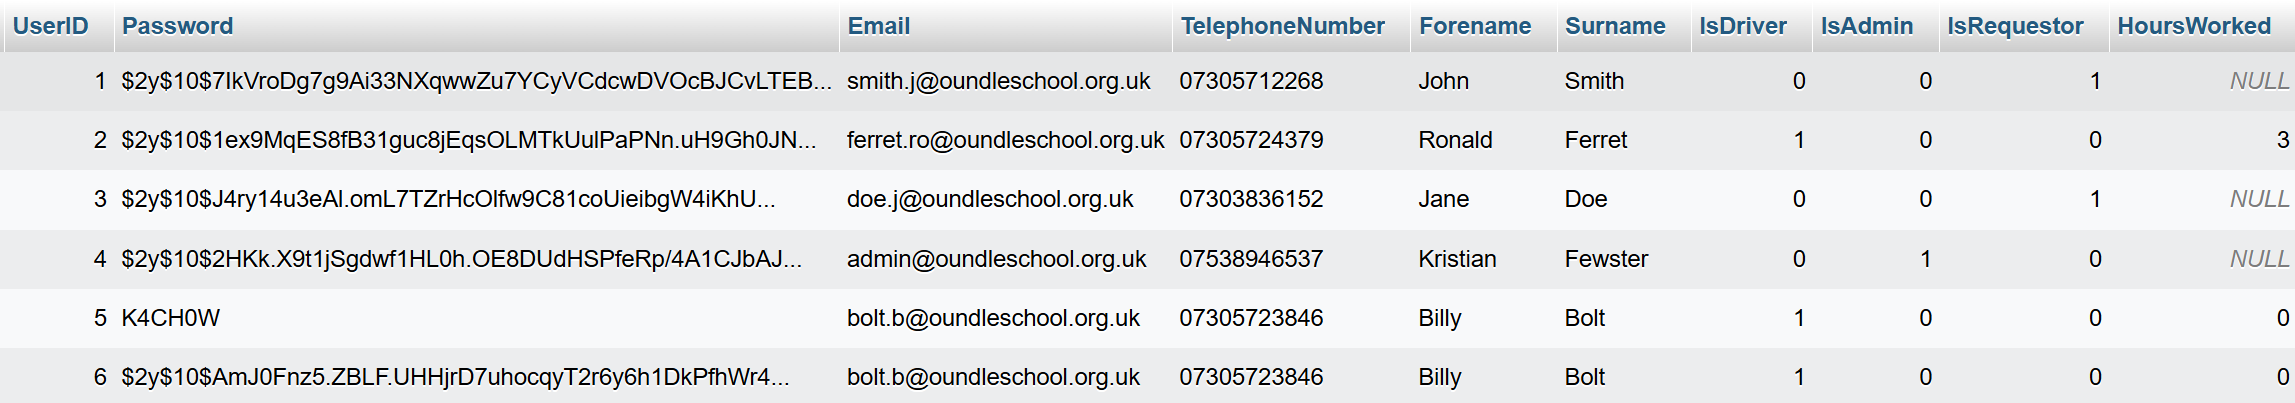 UserID Password Email TelephoneNumber Forename Surname IsDriver IsAdmin IsRequestor HoursWorked
1 $2y$10$7IkVroDg7g9Ai33NXqwwZu7YCyVCdcwDVOcBJCvLTEB... smith.j@oundleschool.org.uk 07305712268 John Smith 0 0 1 NULL
2 $2y$10$1ex9MqES8fB31guc8jEqsOLMTkUulPaPNn.uH9Gh0JN... ferret.ro@oundleschool.org.uk 07305724379 Ronald Ferret 1 0 0 3
3 $2y$10$J4ry14u3eAl.omL7TZrHcOlfw9C81coUieibgW4iKhU... doe.j@oundleschool.org.uk 07303836152 Jane Doe 0 0 1 NULL
4 $2y$10$2HKk.X9t1jSgdwf1HL0h.OE8DUdHSPfeRp/4A1CJbAJ... admin@oundleschool.org.uk 07538946537 Kristian Fewster 0 1 0 NULL
5 K4CH0W bolt.b@oundleschool.org.uk 07305723846 Billy Bolt 1 0 0 0
6 $2y$10$AmJ0Fnz5.ZBLF.UHHjrD7uhocqyT2r6y6h1DkPfhWr4... bolt.b@oundleschool.org.uk 07305723846 Billy Bolt 1 0 0 0